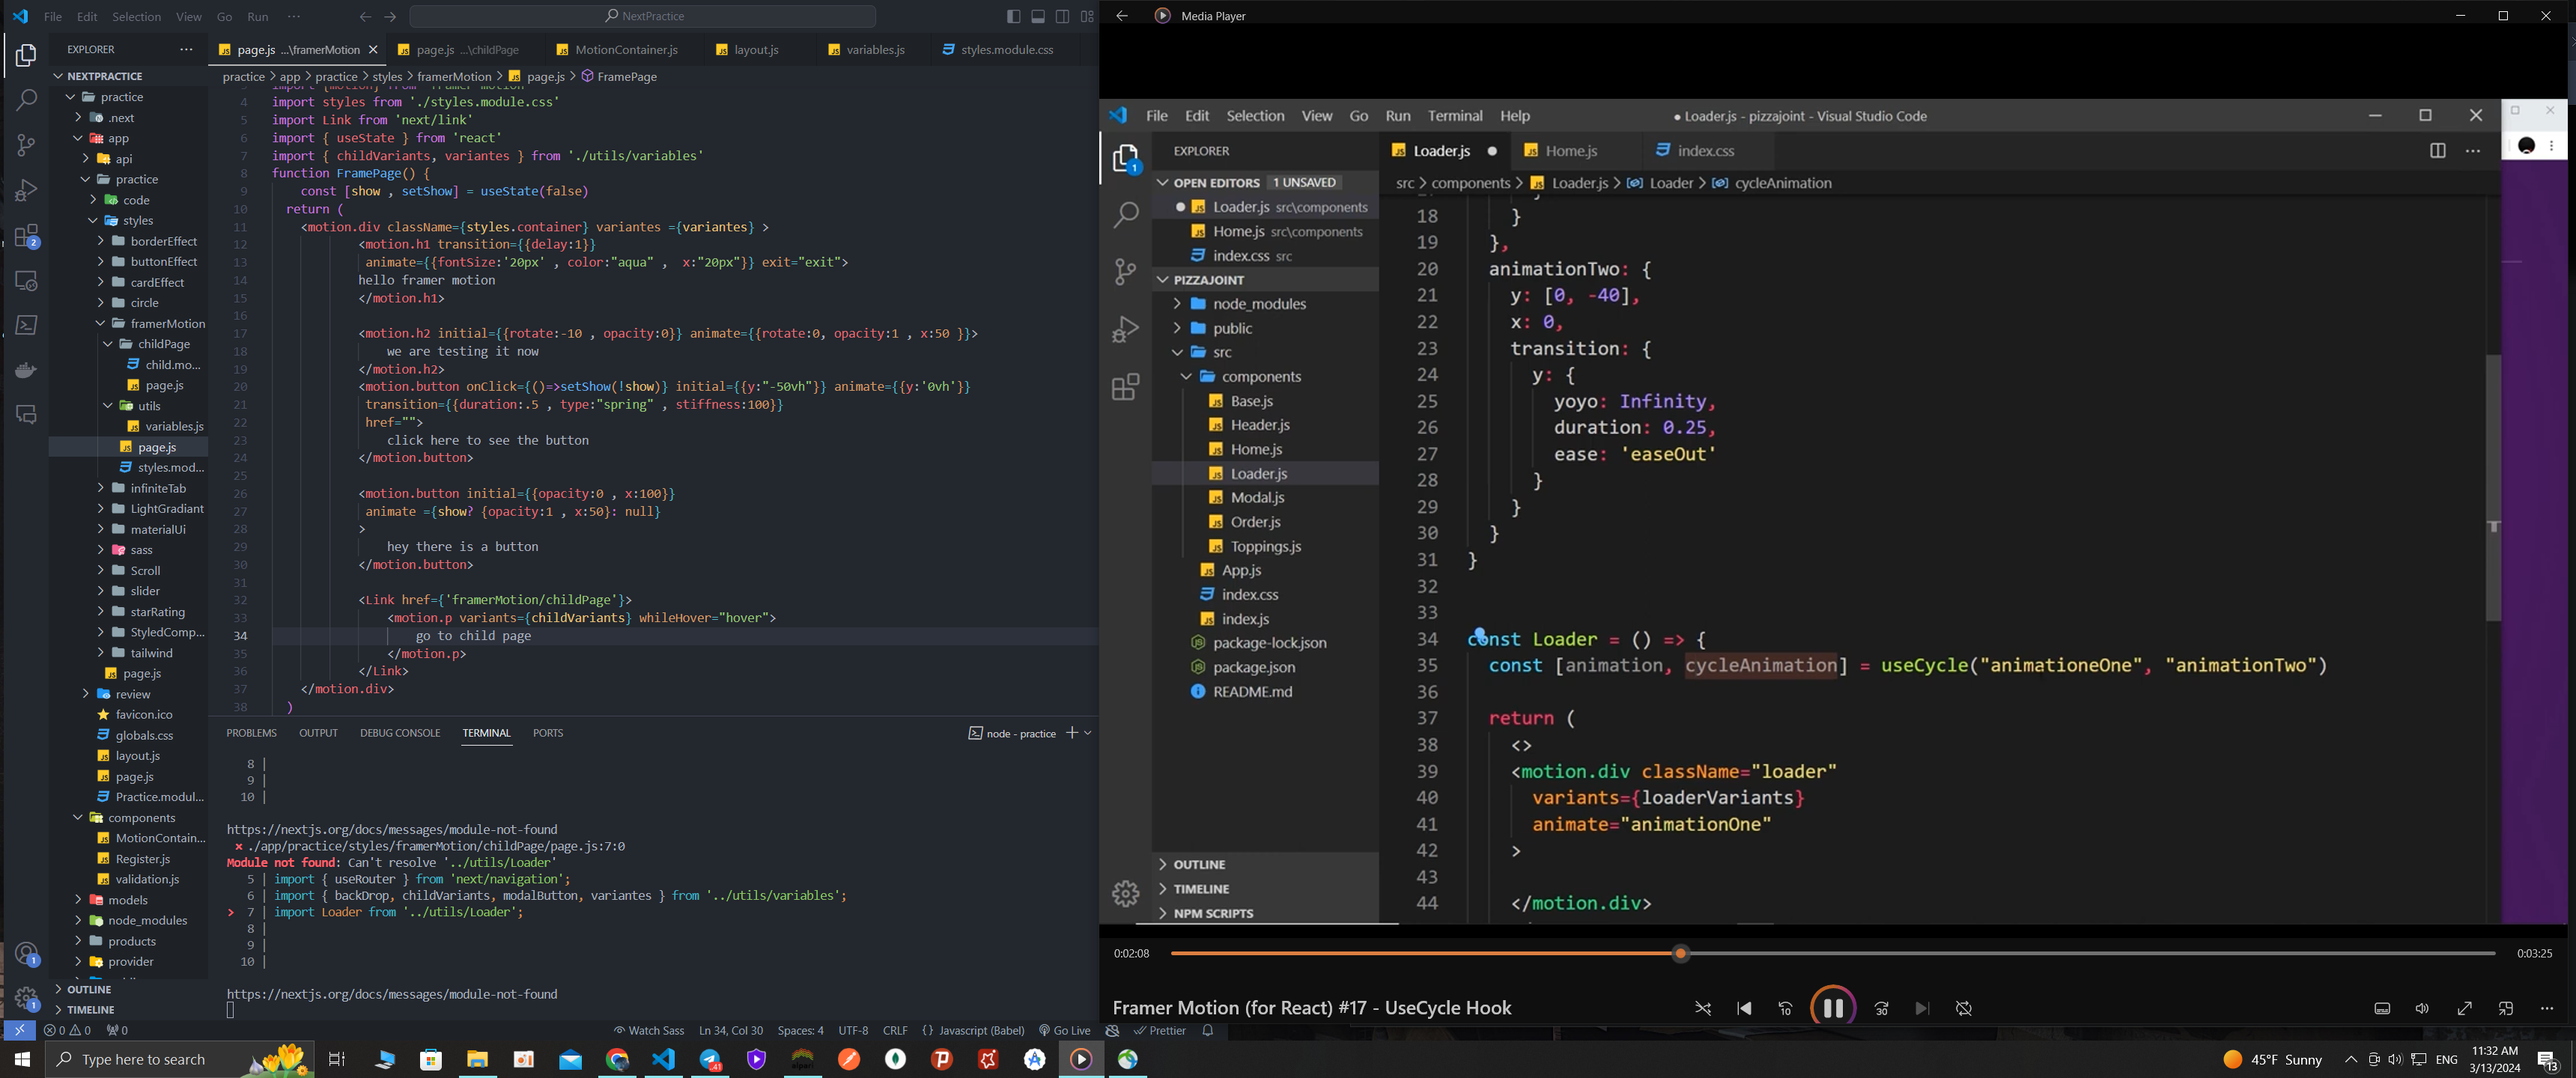 File Edit Selection View Go Run ···
NextPractice
EXPLORER ···
NEXTPRACTICE
practice
.next
app
api
practice
code
styles
borderEffect
buttonEffect
cardEffect
circle
framerMotion
childPage
child.mo...
page.js
utils
variables.js
page.js
styles.mod...
infiniteTab
LightGradiant
materialUi
sass
Scroll
slider
starRating
StyledComp...
tailwind
page.js
review
favicon.ico
globals.css
layout.js
page.js
Practice.modul...
components
MotionContain...
Register.js
validation.js
models
node_modules
products
provider
OUTLINE
TIMELINE
page.js ...\framerMotion page.js ...\childPage MotionContainer.js layout.js variables.js styles.module.css
practice > app > practice > styles > framerMotion > page.js > FramePage
4 import styles from './styles.module.css'
5 import Link from 'next/link'
6 import { useState } from 'react'
7 import { childVariants, variantes } from './utils/variables'
8 function FramePage() {
9 const [show , setShow] = useState(false)
10 return (
11 <motion.div className={styles.container} variantes ={variantes} >
12 <motion.h1 transition={{delay:1}}
13 animate={{fontSize:'20px' , color:"aqua" , x:"20px"}} exit="exit">
14 hello framer motion
15 </motion.h1>
16
17 <motion.h2 initial={{rotate:-10 , opacity:0}} animate={{rotate:0, opacity:1 , x:50 }}>
18 we are testing it now
19 </motion.h2>
20 <motion.button onClick={()=>setShow(!show)} initial={{y:"-50vh"}} animate={{y:'0vh'}}
21 transition={{duration:.5 , type:"spring" , stiffness:100}}
22 href="">
23 click here to see the button
24 </motion.button>
25
26 <motion.button initial={{opacity:0 , x:100}}
27 animate ={show? {opacity:1 , x:50}: null}
28 >
29 hey there is a button
30 </motion.button>
31
32 <Link href={'framerMotion/childPage'}>
33 <motion.p variants={childVariants} whileHover="hover">
34 go to child page
35 </motion.p>
36 </Link>
37 </motion.div>
38 )
PROBLEMS OUTPUT DEBUG CONSOLE TERMINAL PORTS node - practice
8 |
9 |
10 |
https://nextjs.org/docs/messages/module-not-found
× ./app/practice/styles/framerMotion/childPage/page.js:7:0
Module not found: Can't resolve '../utils/Loader'
5 | import { useRouter } from 'next/navigation';
6 | import { backDrop, childVariants, modalButton, variantes } from '../utils/variables';
> 7 | import Loader from '../utils/Loader';
8 |
9 |
10 |
https://nextjs.org/docs/messages/module-not-found
0 0 0 Watch Sass Ln 34, Col 30 Spaces: 4 UTF-8 CRLF {} Javascript (Babel) Go Live Prettier
Media Player
File Edit Selection View Go Run Terminal Help ● Loader.js - pizzajoint - Visual Studio Code
EXPLORER
OPEN EDITORS 1 UNSAVED
Loader.js src\components
Home.js src\components
index.css src
PIZZAJOINT
node_modules
public
src
components
Base.js
Header.js
Home.js
Loader.js
Modal.js
Order.js
Toppings.js
App.js
index.css
index.js
package-lock.json
package.json
README.md
OUTLINE
TIMELINE
NPM SCRIPTS
Loader.js ● Home.js index.css
src > components > Loader.js > Loader > cycleAnimation
18 }
19 },
20 animationTwo: {
21 y: [0, -40],
22 x: 0,
23 transition: {
24 y: {
25 yoyo: Infinity,
26 duration: 0.25,
27 ease: 'easeOut'
28 }
29 }
30 }
31 }
32
33
34 const Loader = () => {
35 const [animation, cycleAnimation] = useCycle("animationeOne", "animationTwo")
36
37 return (
38 <>
39 <motion.div className="loader"
40 variants={loaderVariants}
41 animate="animationOne"
42 >
43
44 </motion.div>
0:02:08 0:03:25
Framer Motion (for React) #17 - UseCycle Hook
10 30
Type here to search
45°F Sunny ENG
11:32 AM
3/13/2024
13